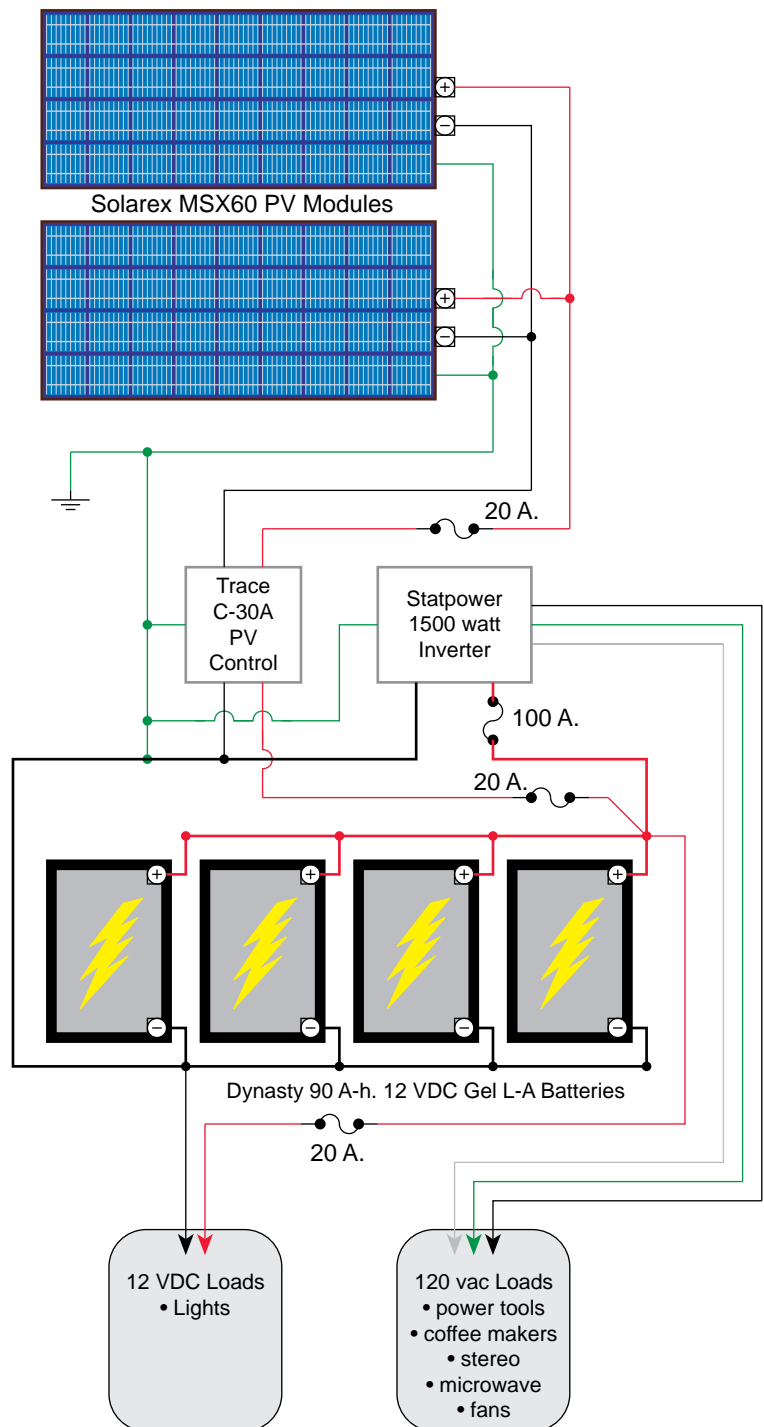 Solarex MSX60 PV Modules
20 A.
Trace
C-30A
PV
Control
Statpower
1500 watt
Inverter
100 A.
20 A.
Dynasty 90 A-h. 12 VDC Gel L-A Batteries
20 A.
12 VDC Loads
• Lights
120 vac Loads
• power tools
• coffee makers
• stereo
• microwave
• fans